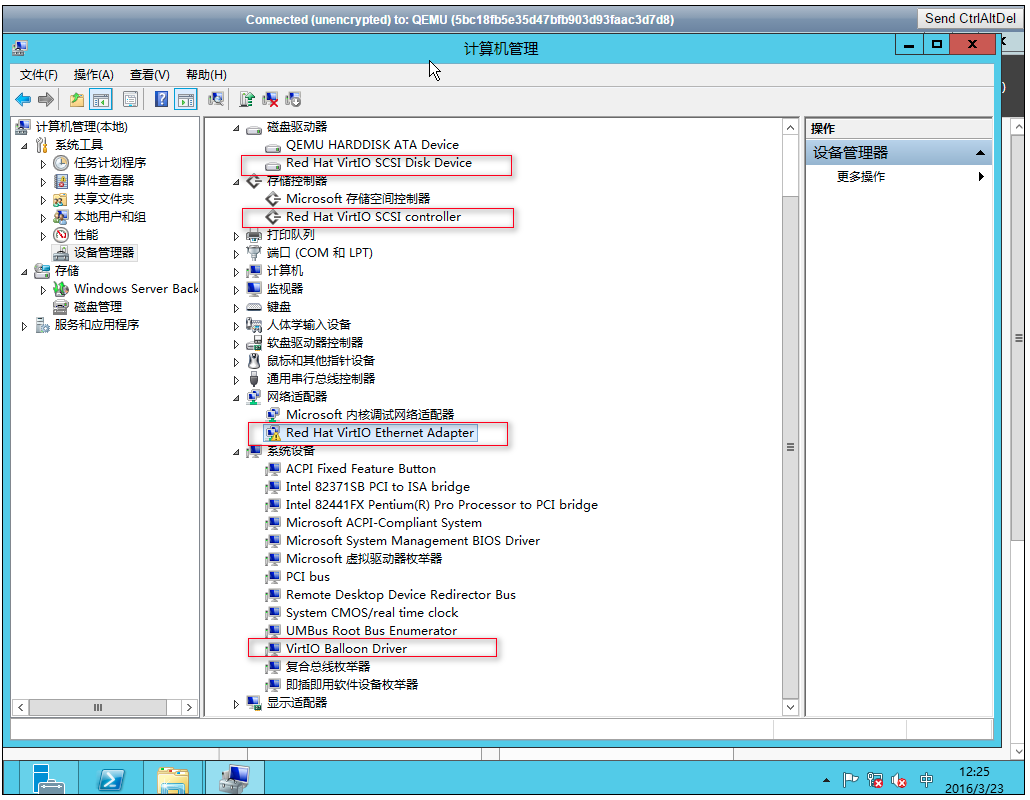 Connected (unencrypted) to: QEMU (5bc18fb5e35d47bfb903d93faac3d7d8)
Send CtrlAltDel
计算机管理
文件(F) 操作(A) 查看(V) 帮助(H)
计算机管理(本地)
系统工具
任务计划程序
事件查看器
共享文件夹
本地用户和组
性能
设备管理器
存储
Windows Server Back
磁盘管理
服务和应用程序
磁盘驱动器
QEMU HARDDISK ATA Device
Red Hat VirtIO SCSI Disk Device
存储控制器
Microsoft 存储空间控制器
Red Hat VirtIO SCSI controller
打印队列
端口 (COM 和 LPT)
计算机
监视器
键盘
人体学输入设备
软盘驱动器控制器
鼠标和其他指针设备
通用串行总线控制器
网络适配器
Microsoft 内核调试网络适配器
Red Hat VirtIO Ethernet Adapter
系统设备
ACPI Fixed Feature Button
Intel 82371SB PCI to ISA bridge
Intel 82441FX Pentium(R) Pro Processor to PCI bridge
Microsoft ACPI-Compliant System
Microsoft System Management BIOS Driver
Microsoft 虚拟驱动器枚举器
PCI bus
Remote Desktop Device Redirector Bus
System CMOS/real time clock
UMBus Root Bus Enumerator
VirtIO Balloon Driver
复合总线枚举器
即插即用软件设备枚举器
显示适配器
操作
设备管理器
更多操作
中
12:25
2016/3/23